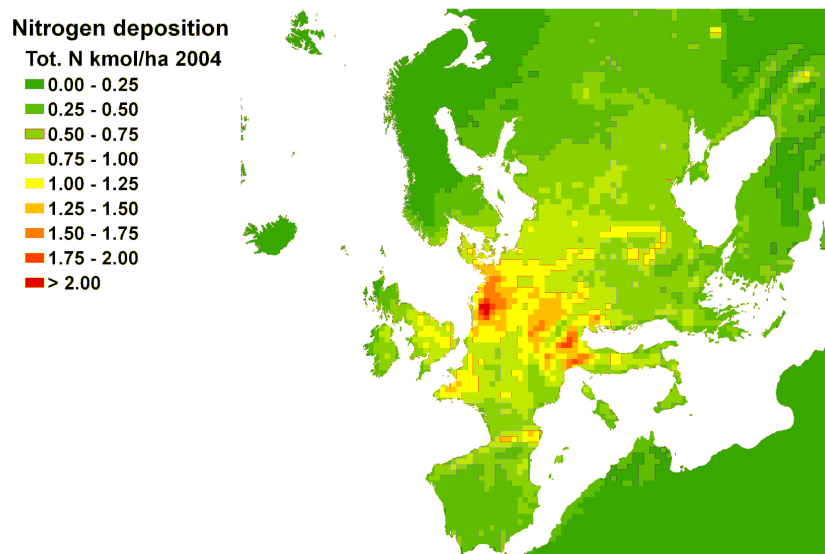 Nitrogen deposition
Tot. N kmol/ha 2004
0.00 - 0.25
0.25 - 0.50
0.50 - 0.75
0.75 - 1.00
1.00 - 1.25
1.25 - 1.50
1.50 - 1.75
1.75 - 2.00
> 2.00